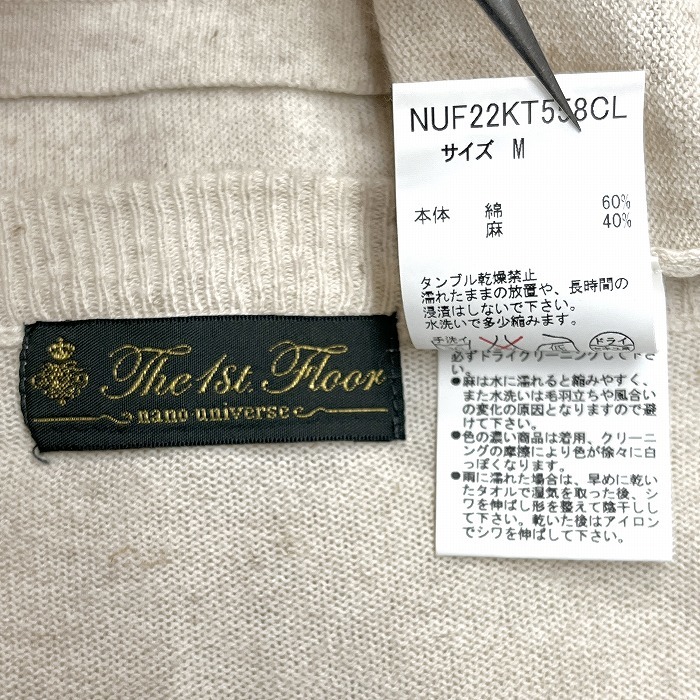 The 1st. Floor
nano・universe
NUF22KT558CL
サイズ M
本体 綿 60%
麻 40%
タンブル乾燥禁止
濡れたままの放置や、長時間の
浸漬はしないで下さい。
水洗いで多少縮みます。
手洗イ ドライ
必ずドライクリーニングして下さ
い。
●麻は水に濡れると縮みやすく、
また水洗いは毛羽立ちや風合い
の変化の原因となりますので避
けて下さい。
●色の濃い商品は着用、クリーニ
ングの摩擦により色が徐々に白
っぽくなります。
●雨に濡れた場合は、早めに乾い
たタオルで湿気を取った後、シ
ワを伸ばし形を整えて陰干しし
て下さい。乾いた後はアイロン
でシワを伸ばして下さい。